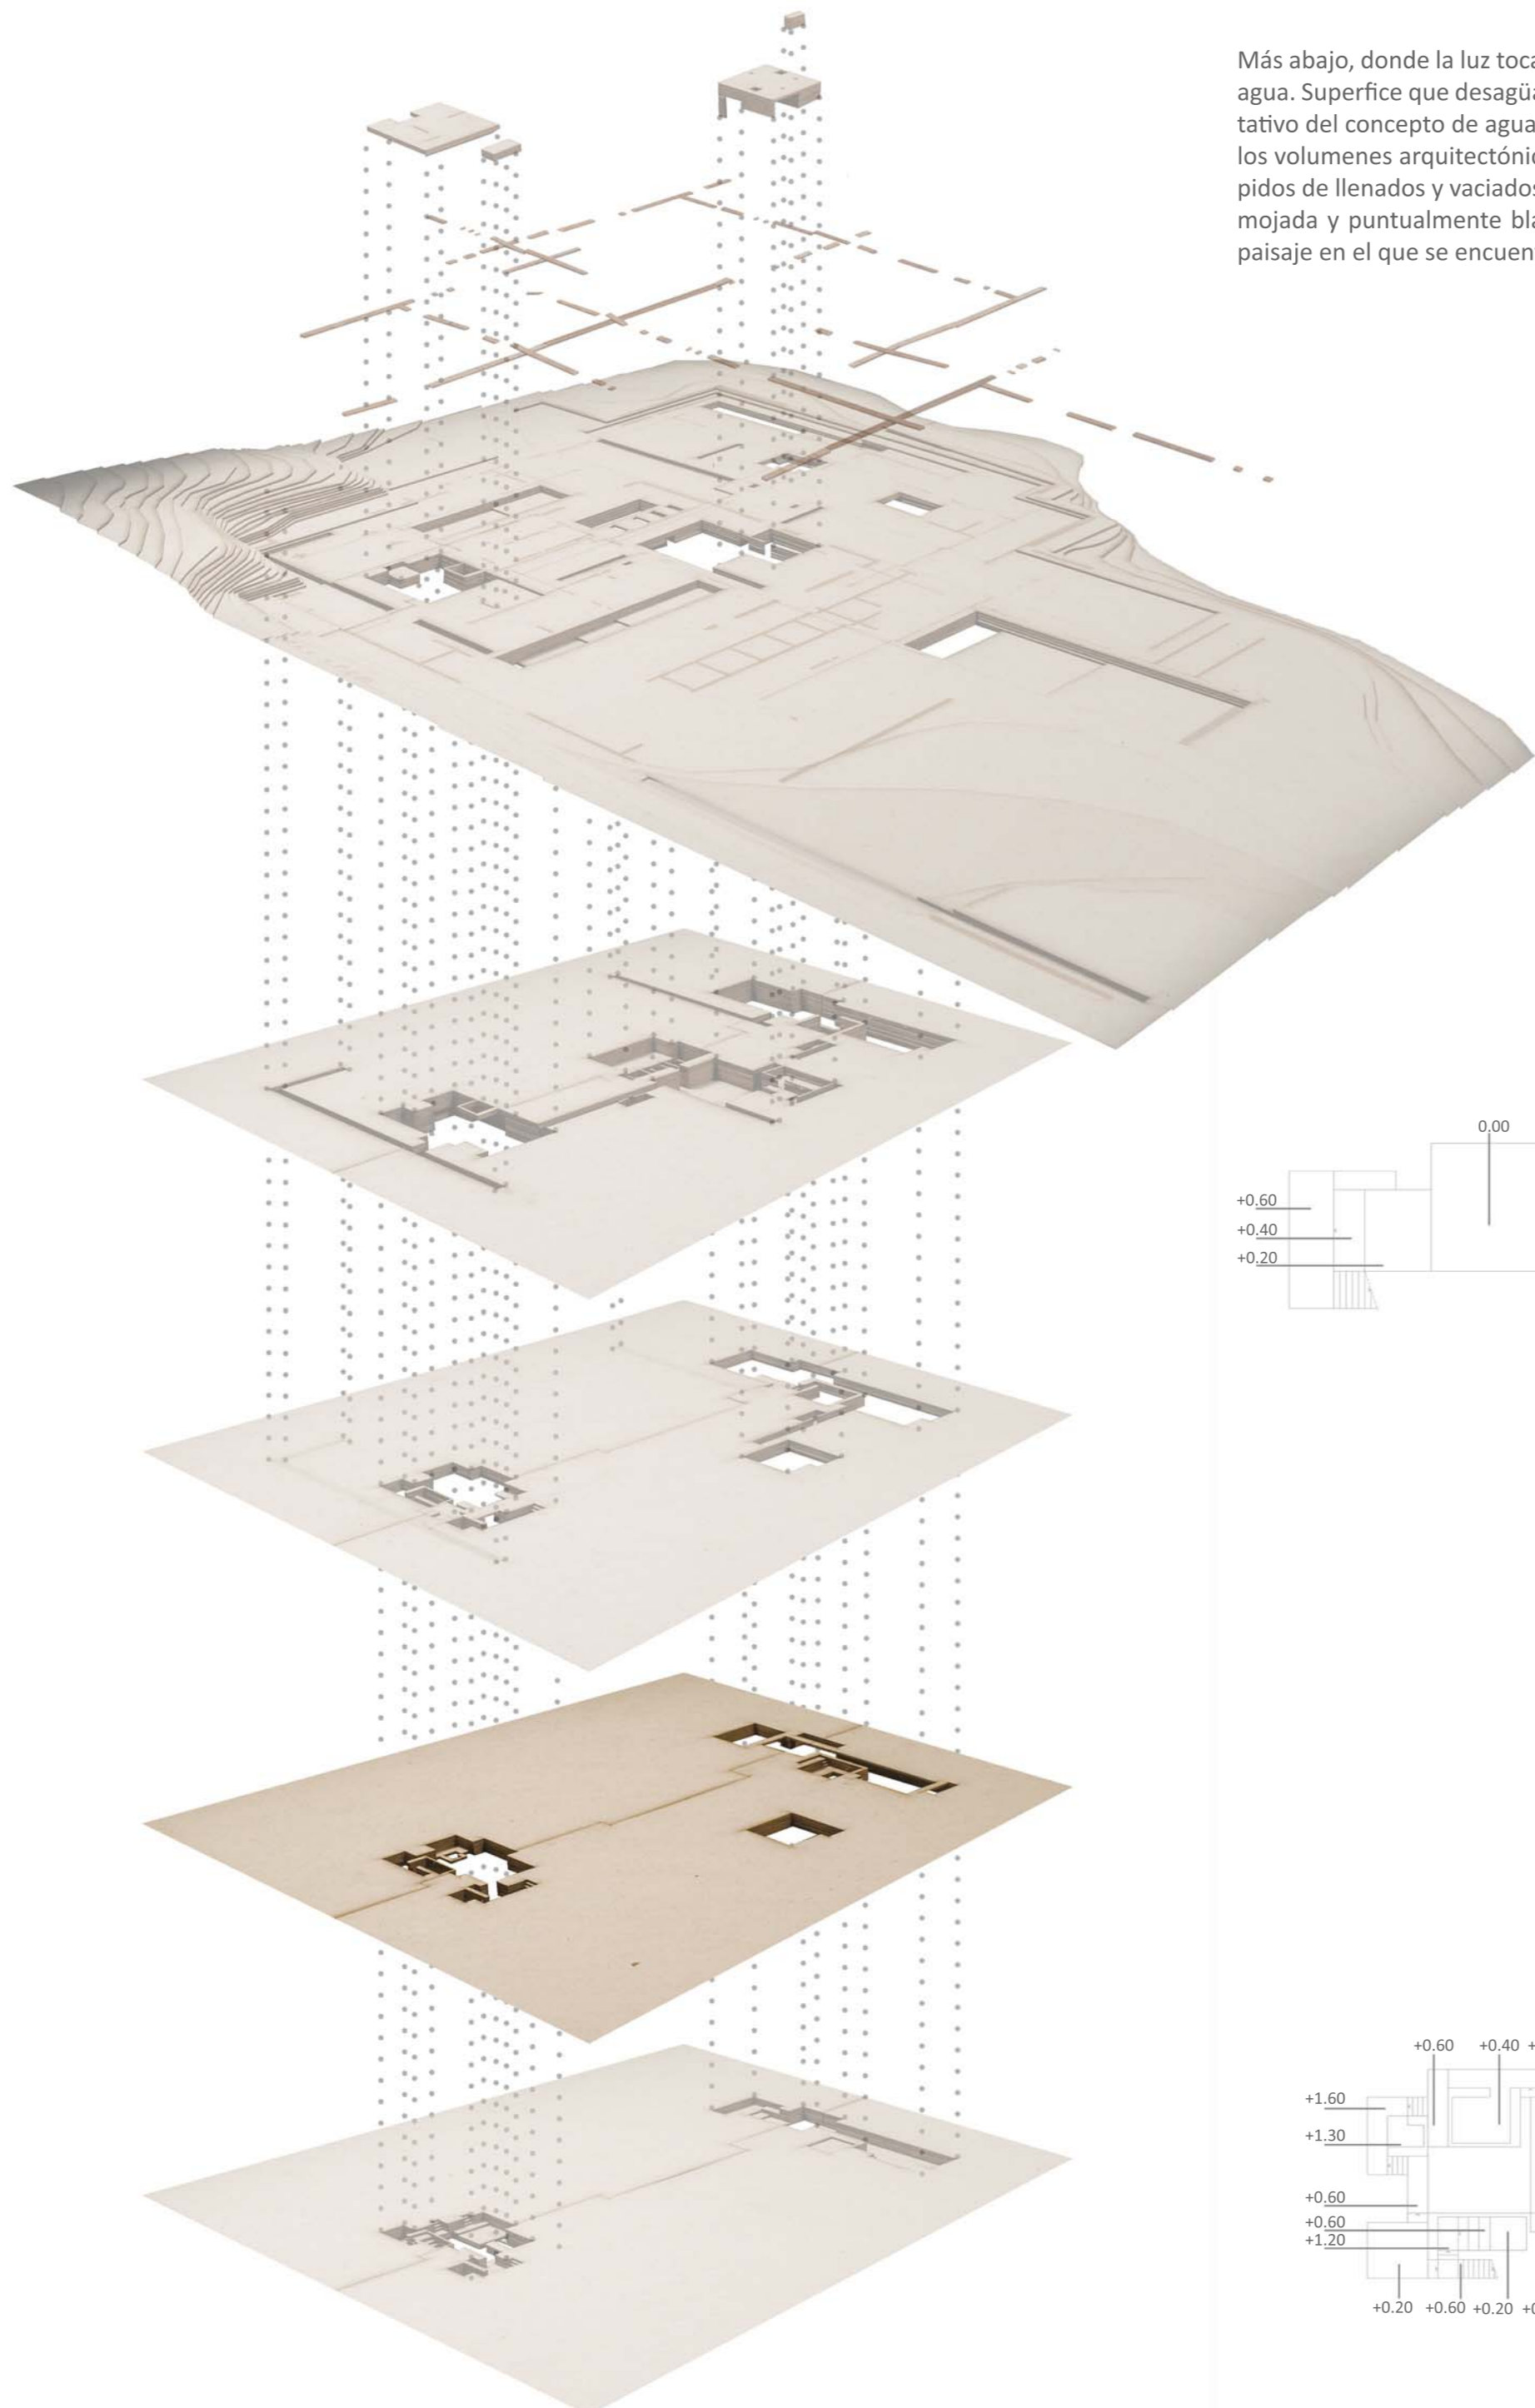 Más abajo, donde la luz toca
agua. Superfice que desagüa
tativo del concepto de agua
los volumenes arquitectónic
pidos de llenados y vaciados
mojada y puntualmente bla
paisaje en el que se encuent
0.00
+0.60
+0.40
+0.20
+0.60 +0.40 +
+1.60
+1.30
+0.60
+0.60
+1.20
+0.20 +0.60 +0.20 +0